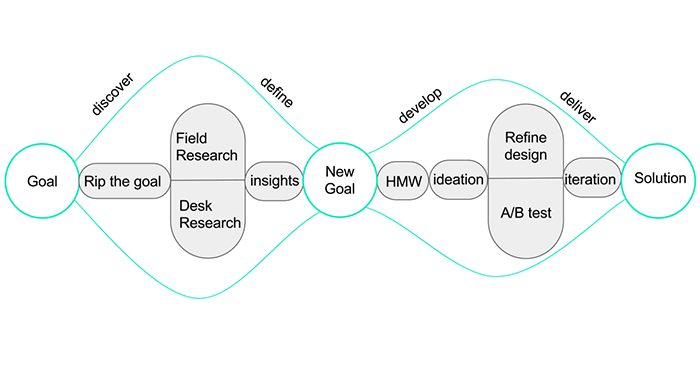 discover
define
develop
deliver
Goal
Rip the goal
Field
Research
Desk
Research
insights
New
Goal
HMW
ideation
Refine
design
A/B test
iteration
Solution